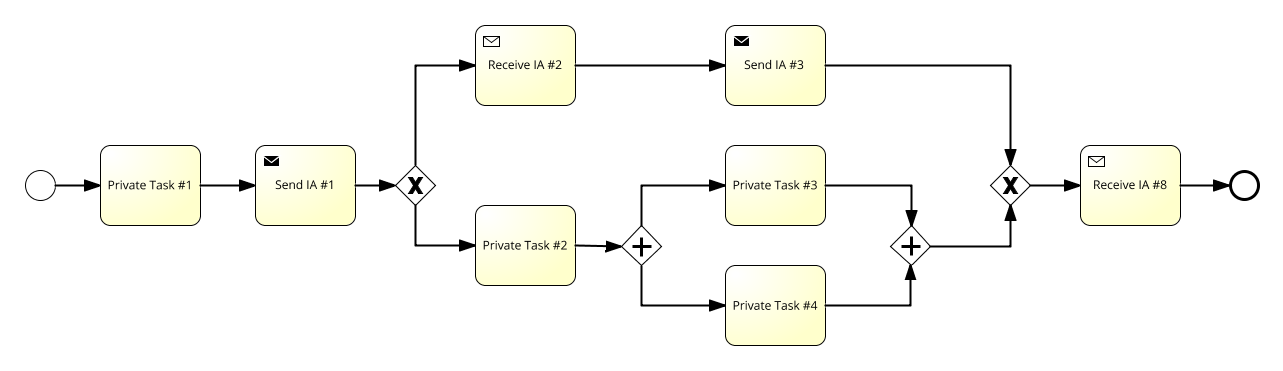 Receive IA #2
Send IA #3
Private Task #1
Send IA #1
Private Task #3
Receive IA #8
Private Task #2
Private Task #4